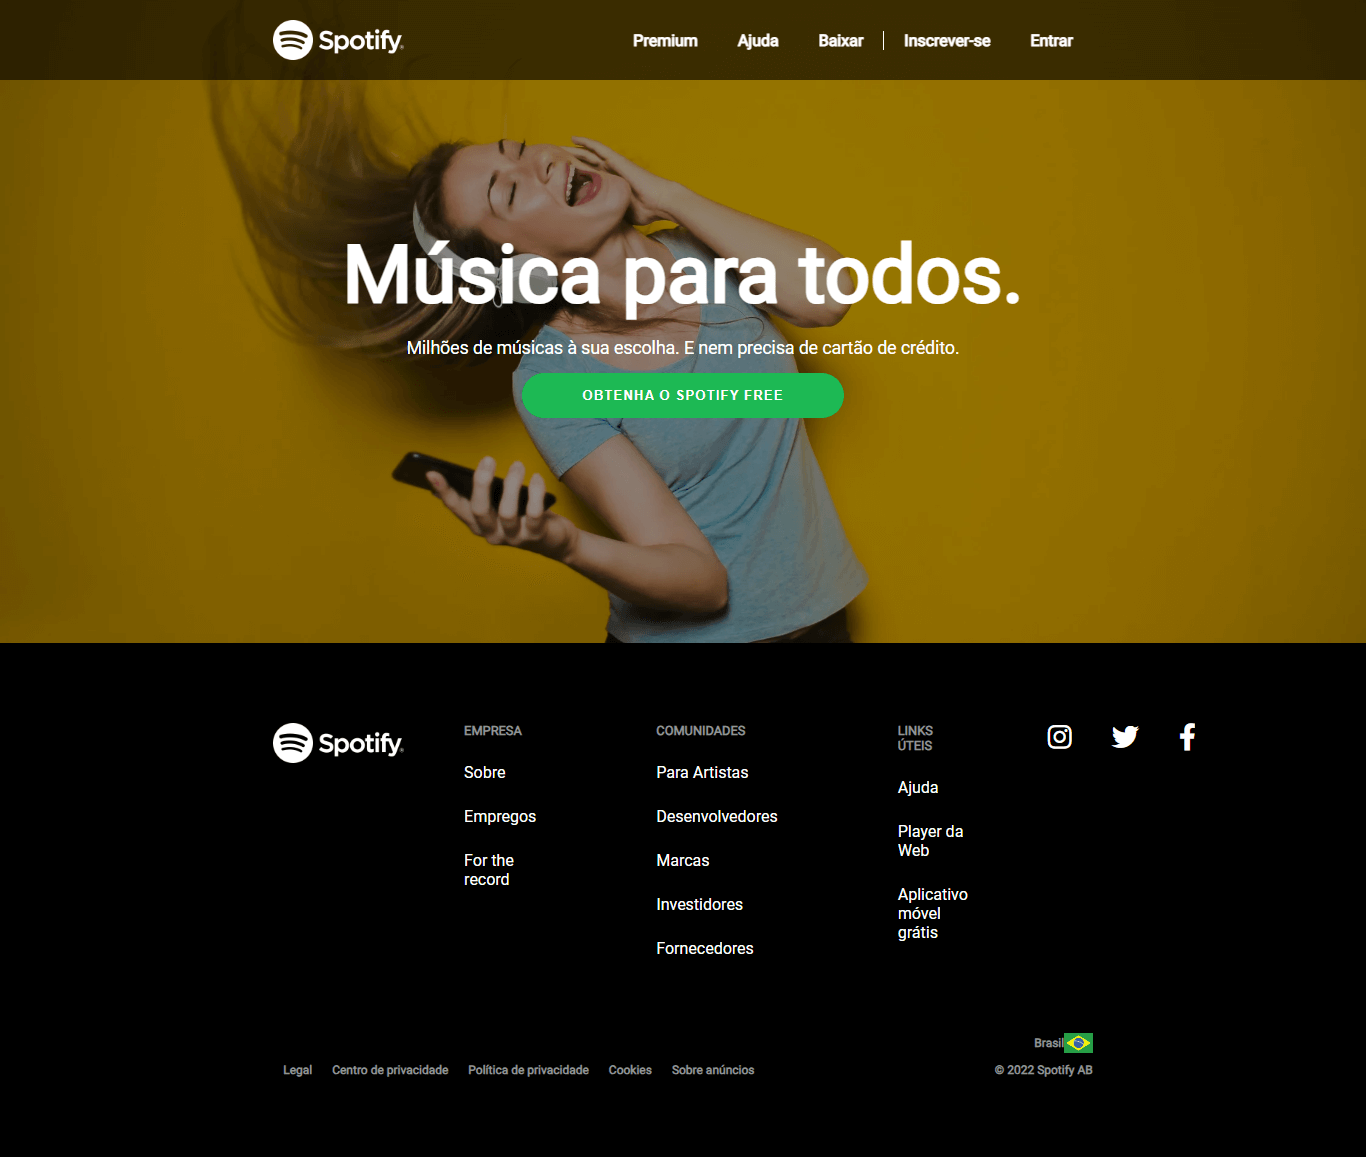 Spotify®
Premium
Ajuda
Baixar
Inscrever-se
Entrar
Música para todos.
Milhões de músicas à sua escolha. E nem precisa de cartão de crédito.
OBTENHA O SPOTIFY FREE
Spotify®
EMPRESA
Sobre
Empregos
For the
record
COMUNIDADES
Para Artistas
Desenvolvedores
Marcas
Investidores
Fornecedores
LINKS
ÚTEIS
Ajuda
Player da
Web
Aplicativo
móvel
grátis
Brasil
Legal
Centro de privacidade
Política de privacidade
Cookies
Sobre anúncios
© 2022 Spotify AB